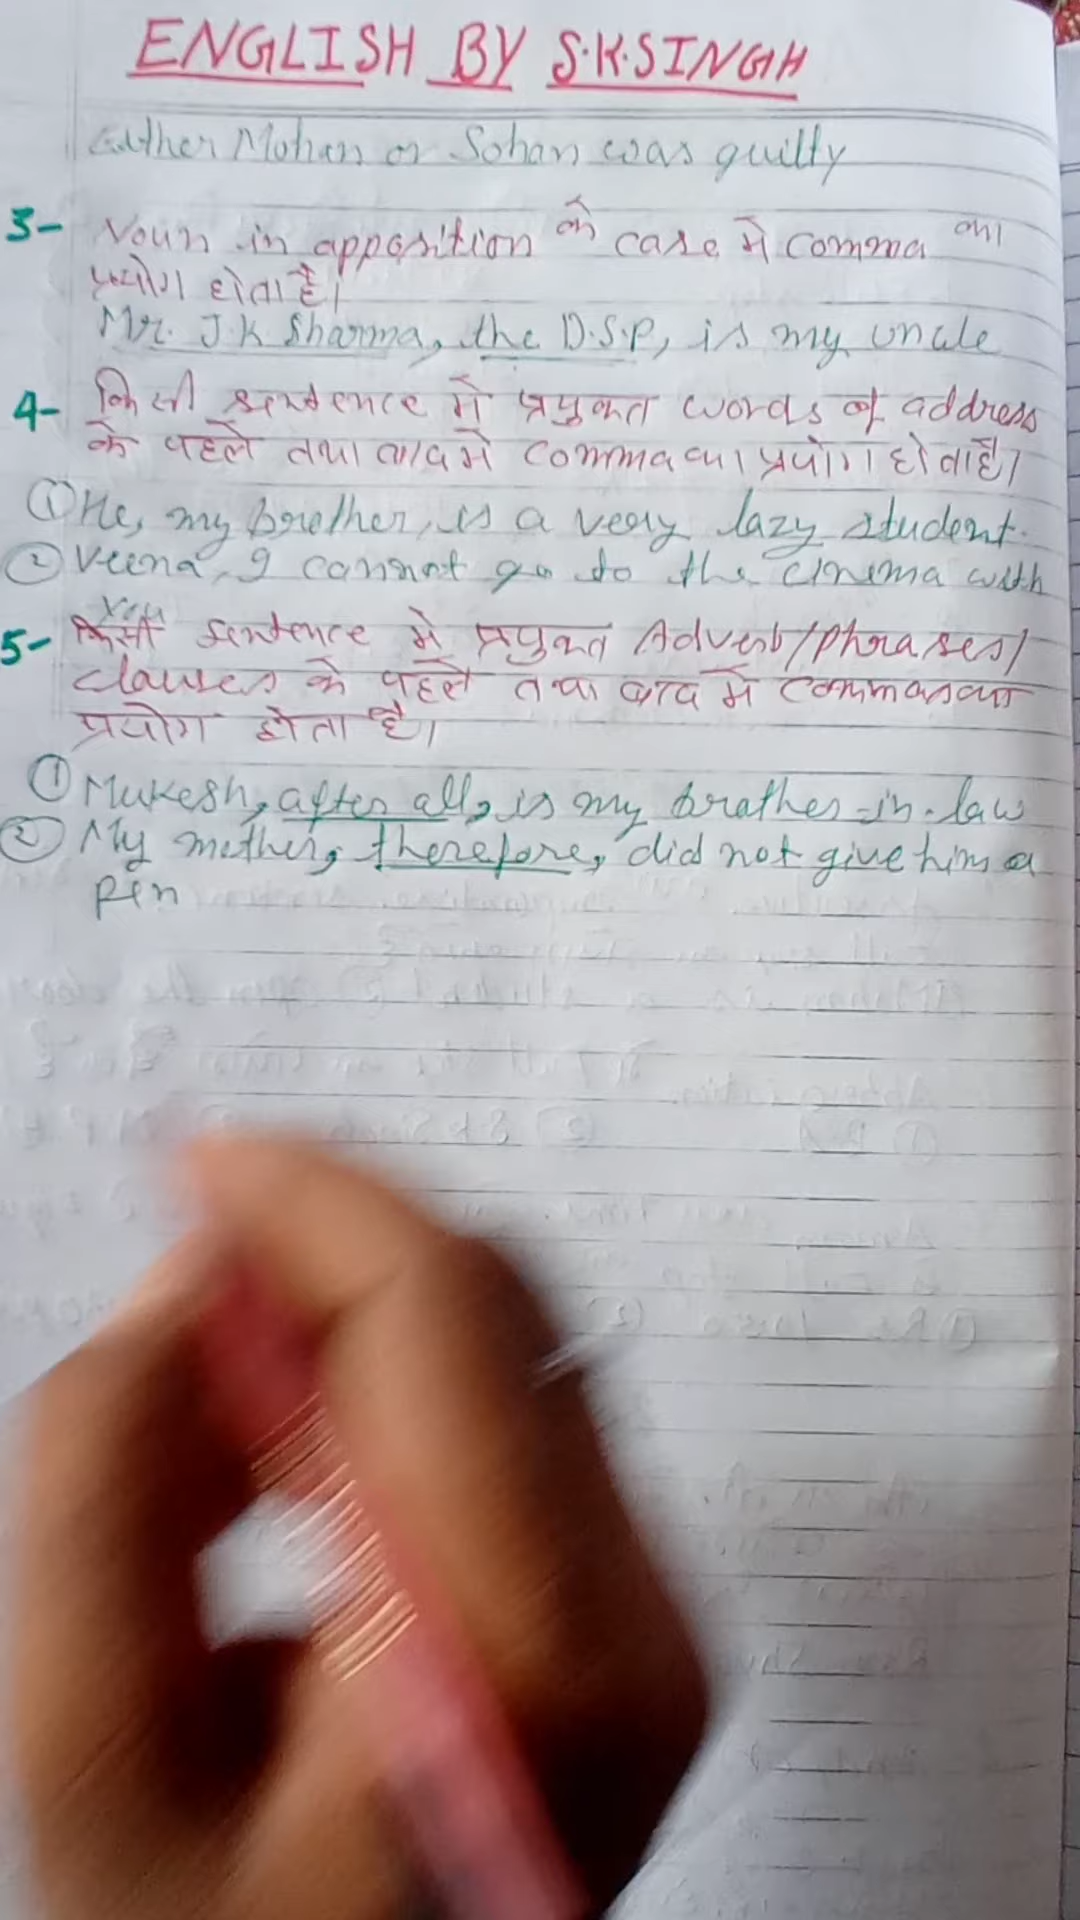 ENGLISH BY S.K.SINGH
Either Mohan or Sohan was guilty
3- Noun in apposition के case में comma का
प्रयोग होता है।
Mr. J.K Sharma, the D.S.P, is my uncle
4- किसी sentence में प्रयुक्त words of address
के पहले तथा बाद में comma का प्रयोग होता है।
① He, my brother, is a very lazy student.
② Veena, I cannot go to the cinema with
you
5- किसी sentence में प्रयुक्त Adverb/phrases/
clauses के पहले तथा बाद में commas का
प्रयोग होता है।
① Mukesh, after all, is my brother-in-law
② My mother, therefore, did not give him a
pen